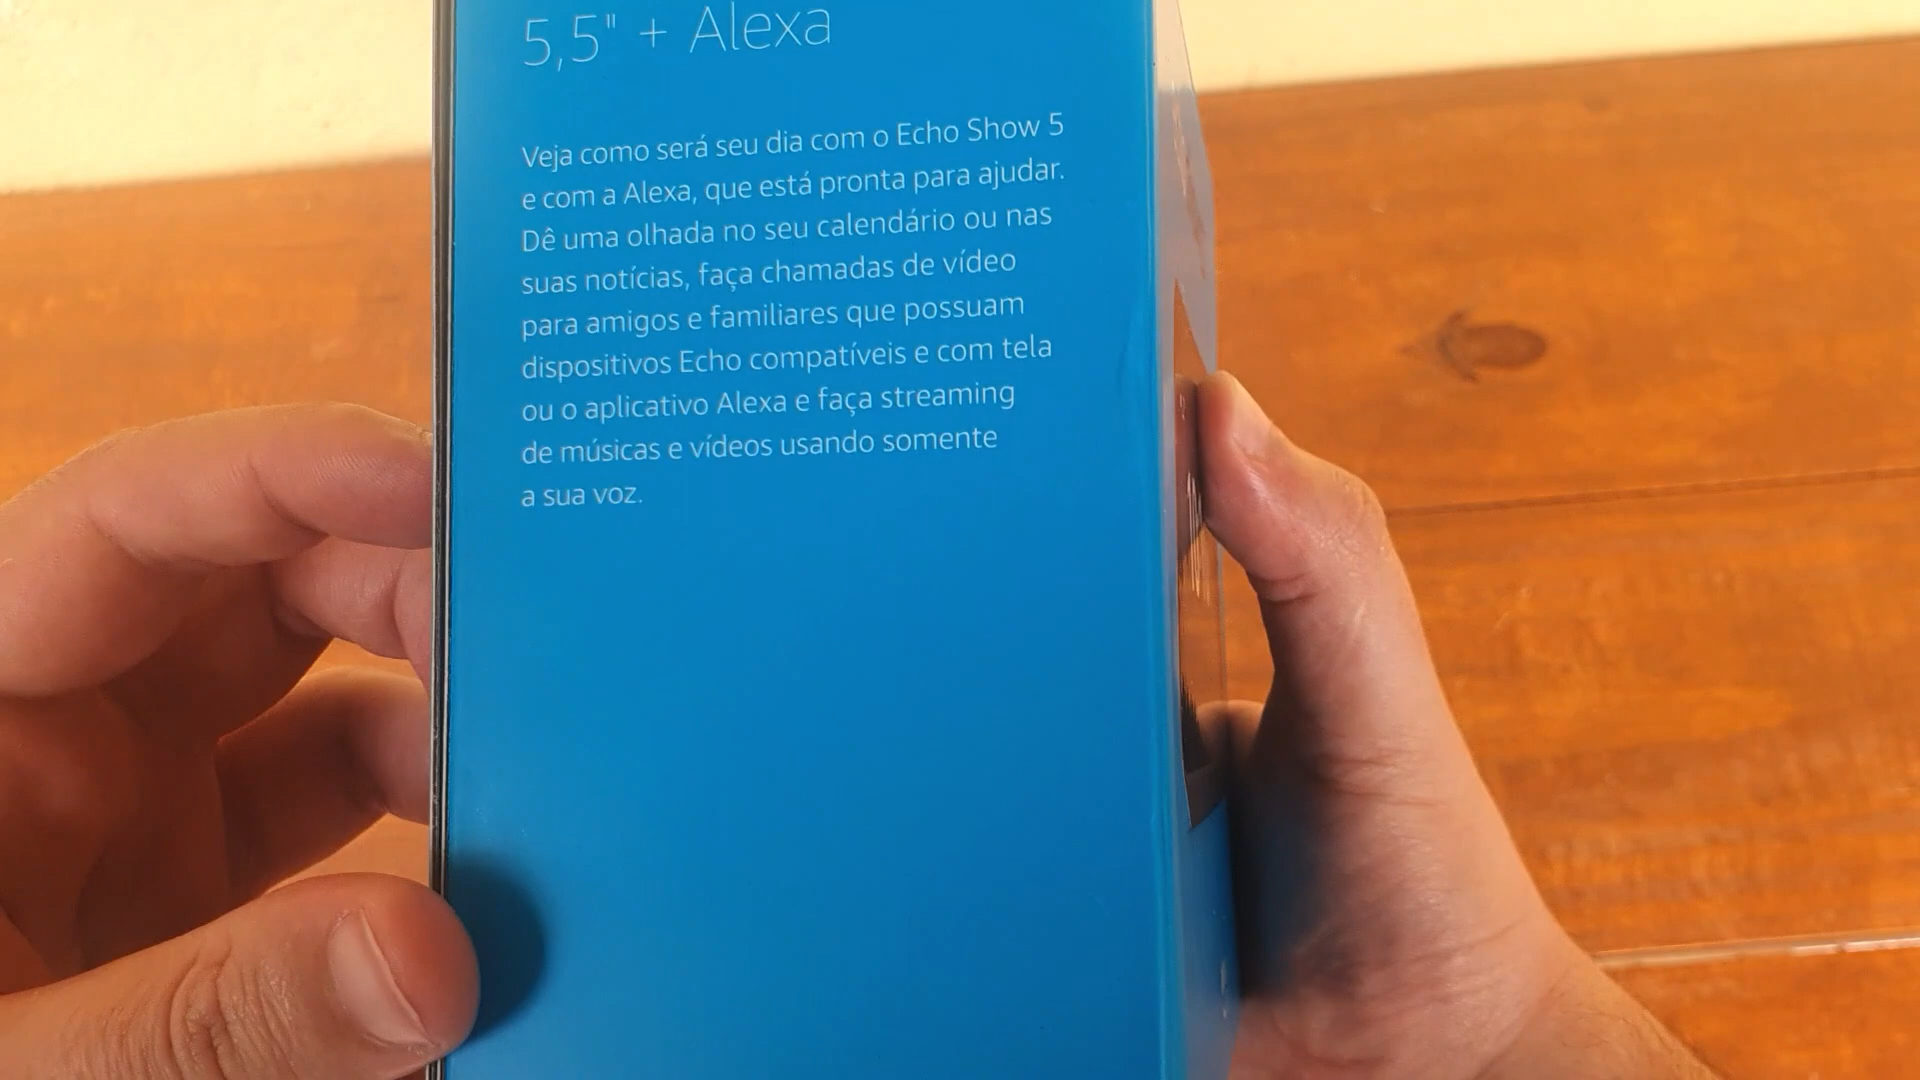 5,5" + Alexa
Veja como será seu dia com o Echo Show 5
e com a Alexa, que está pronta para ajudar.
Dê uma olhada no seu calendário ou nas
suas notícias, faça chamadas de vídeo
para amigos e familiares que possuam
dispositivos Echo compatíveis e com tela
ou o aplicativo Alexa e faça streaming
de músicas e vídeos usando somente
a sua voz.